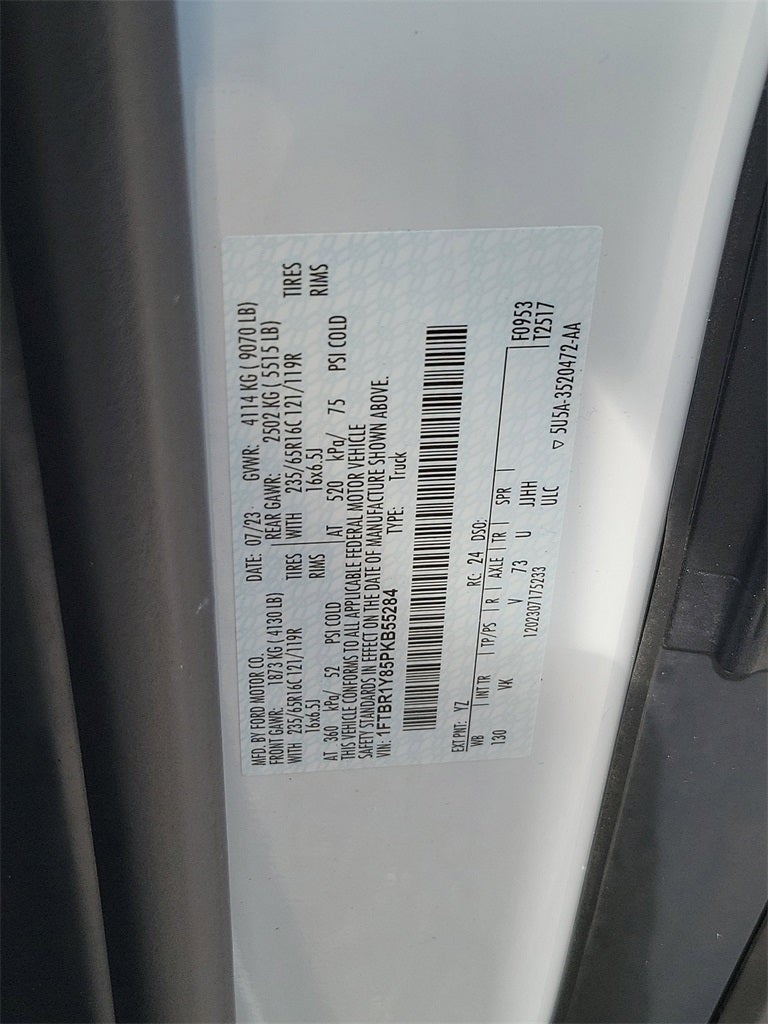 MFD. BY FORD MOTOR CO. DATE: 07/23 GVWR: 4114 KG ( 9070 LB)
FRONT GAWR: 1873 KG ( 4130 LB) REAR GAWR: 2502 KG ( 5515 LB)
WITH 235/65R16C 121/119R TIRES WITH 235/65R16C 121/119R TIRES
16x6.5J RIMS 16x6.5J RIMS
AT 360 kPa/ 52 PSI COLD AT 520 kPa/ 75 PSI COLD
THIS VEHICLE CONFORMS TO ALL APPLICABLE FEDERAL MOTOR VEHICLE
SAFETY STANDARDS IN EFFECT ON THE DATE OF MANUFACTURE SHOWN ABOVE.
VIN: 1FTBR1Y85PKB55284 TYPE: Truck
EXT PNT: YZ RC: 24 DSO:
WB INT TR TP/PS R AXLE TR SPR F0953
130 VK V 73 U JJHH T2517
1202307175233 ULC
▽ 5U5A-3520472-AA